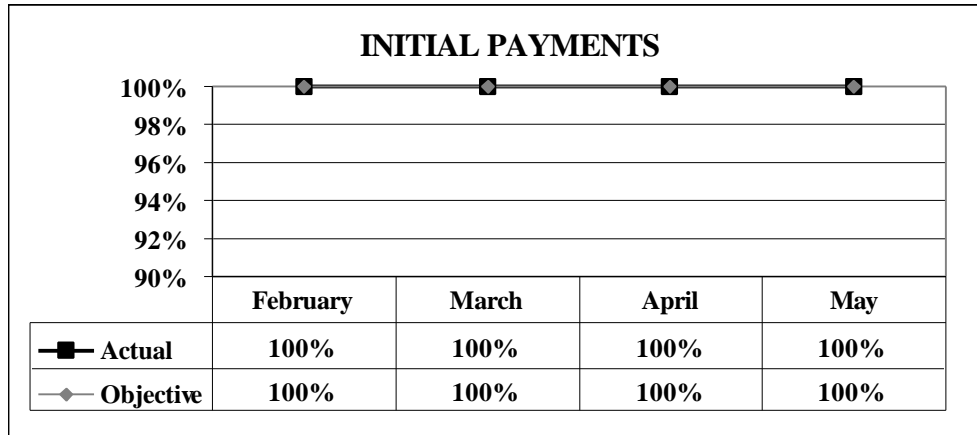 INITIAL PAYMENTS
100%
98%
96%
94%
92%
90%
February March April May
Actual 100% 100% 100% 100%
Objective 100% 100% 100% 100%